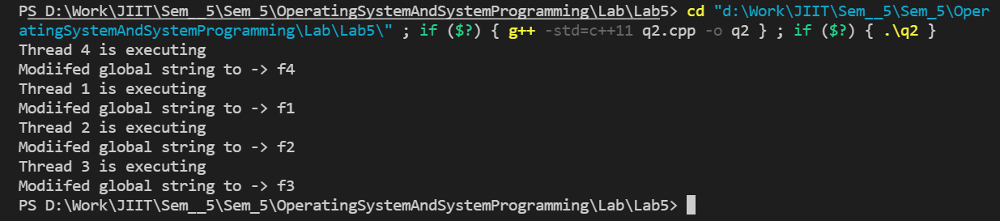 PS D:\Work\JIIT\Sem__5\Sem_5\OperatingSystemAndSystemProgramming\Lab\Lab5> cd "d:\Work\JIIT\Sem__5\Sem_5\Oper
atingSystemAndSystemProgramming\Lab\Lab5\" ; if ($?) { g++ -std=c++11 q2.cpp -o q2 } ; if ($?) { .\q2 }
Thread 4 is executing
Modiifed global string to -> f4
Thread 1 is executing
Modiifed global string to -> f1
Thread 2 is executing
Modiifed global string to -> f2
Thread 3 is executing
Modiifed global string to -> f3
PS D:\Work\JIIT\Sem__5\Sem_5\OperatingSystemAndSystemProgramming\Lab\Lab5>